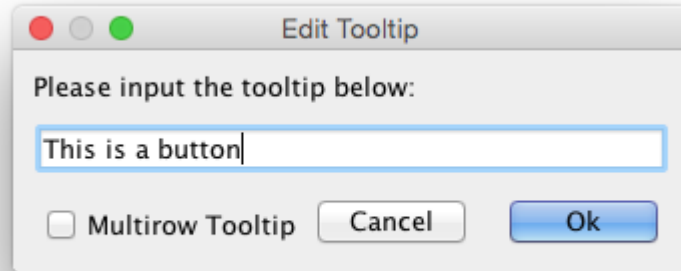 Edit Tooltip
Please input the tooltip below:
This is a button
Multirow Tooltip Cancel Ok